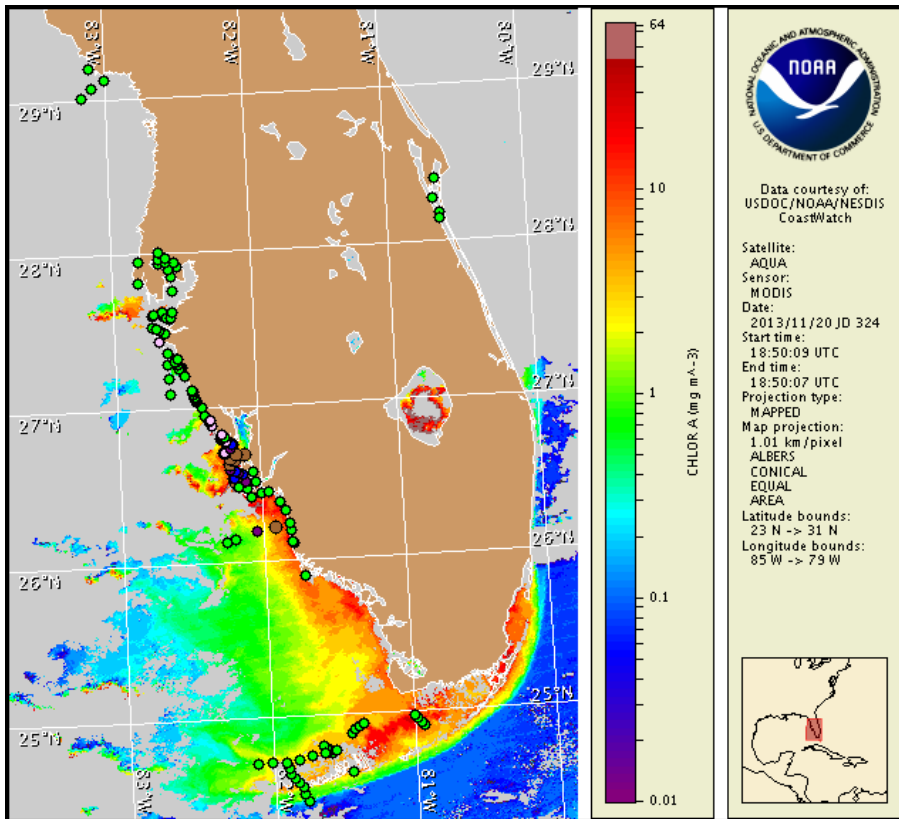 83°W
82°W
81°W
80°W
29°N
29°N
28°N
28°N
27°N
27°N
26°N
26°N
25°N
25°N
83°W
82°W
81°W
64
10
1
0.1
0.01
CHLOR A (mg m^-3)
NATIONAL OCEANIC AND ATMOSPHERIC ADMINISTRATION
NOAA
U.S. DEPARTMENT OF COMMERCE
Data courtesy of:
USDOC/NOAA/NESDIS
CoastWatch
Satellite:
AQUA
Sensor:
MODIS
Date:
2013/11/20 JD 324
Start time:
18:50:09 UTC
End time:
18:50:07 UTC
Projection type:
MAPPED
Map projection:
1.01 km/pixel
ALBERS
CONICAL
EQUAL
AREA
Latitude bounds:
23 N -> 31 N
Longitude bounds:
85 W -> 79 W